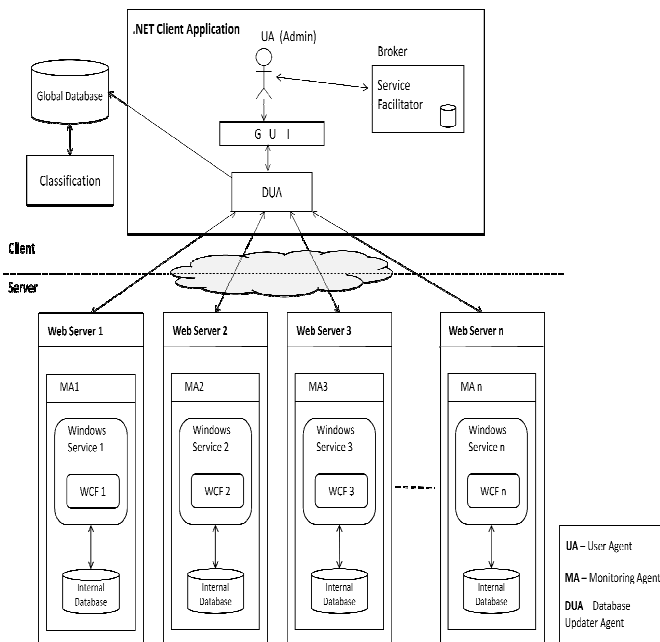 .NET Client Application
UA (Admin)
Broker
Service
Facilitator
Global Database
G U I
Classification
DUA
Client
Server
Web Server 1
Web Server 2
Web Server 3
Web Server n
MA1
MA2
MA3
MA n
Windows
Service 1
Windows
Service 2
Windows
Service 3
Windows
Service n
WCF 1
WCF 2
WCF 3
WCF n
Internal
Database
Internal
Database
Internal
Database
Internal
Database
UA – User Agent
MA – Monitoring Agent
DUA Database
Updater Agent